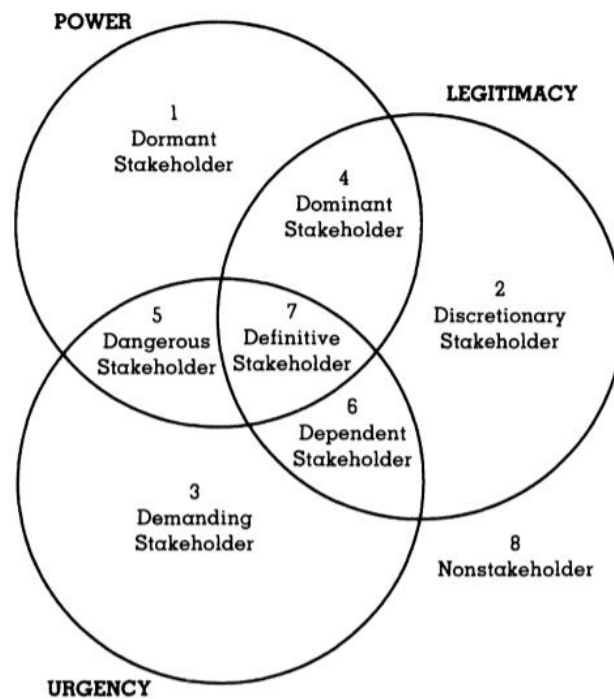 POWER
LEGITIMACY
1
Dormant
Stakeholder
4
Dominant
Stakeholder
2
Discretionary
Stakeholder
5
Dangerous
Stakeholder
7
Definitive
Stakeholder
6
Dependent
Stakeholder
3
Demanding
Stakeholder
8
Nonstakeholder
URGENCY